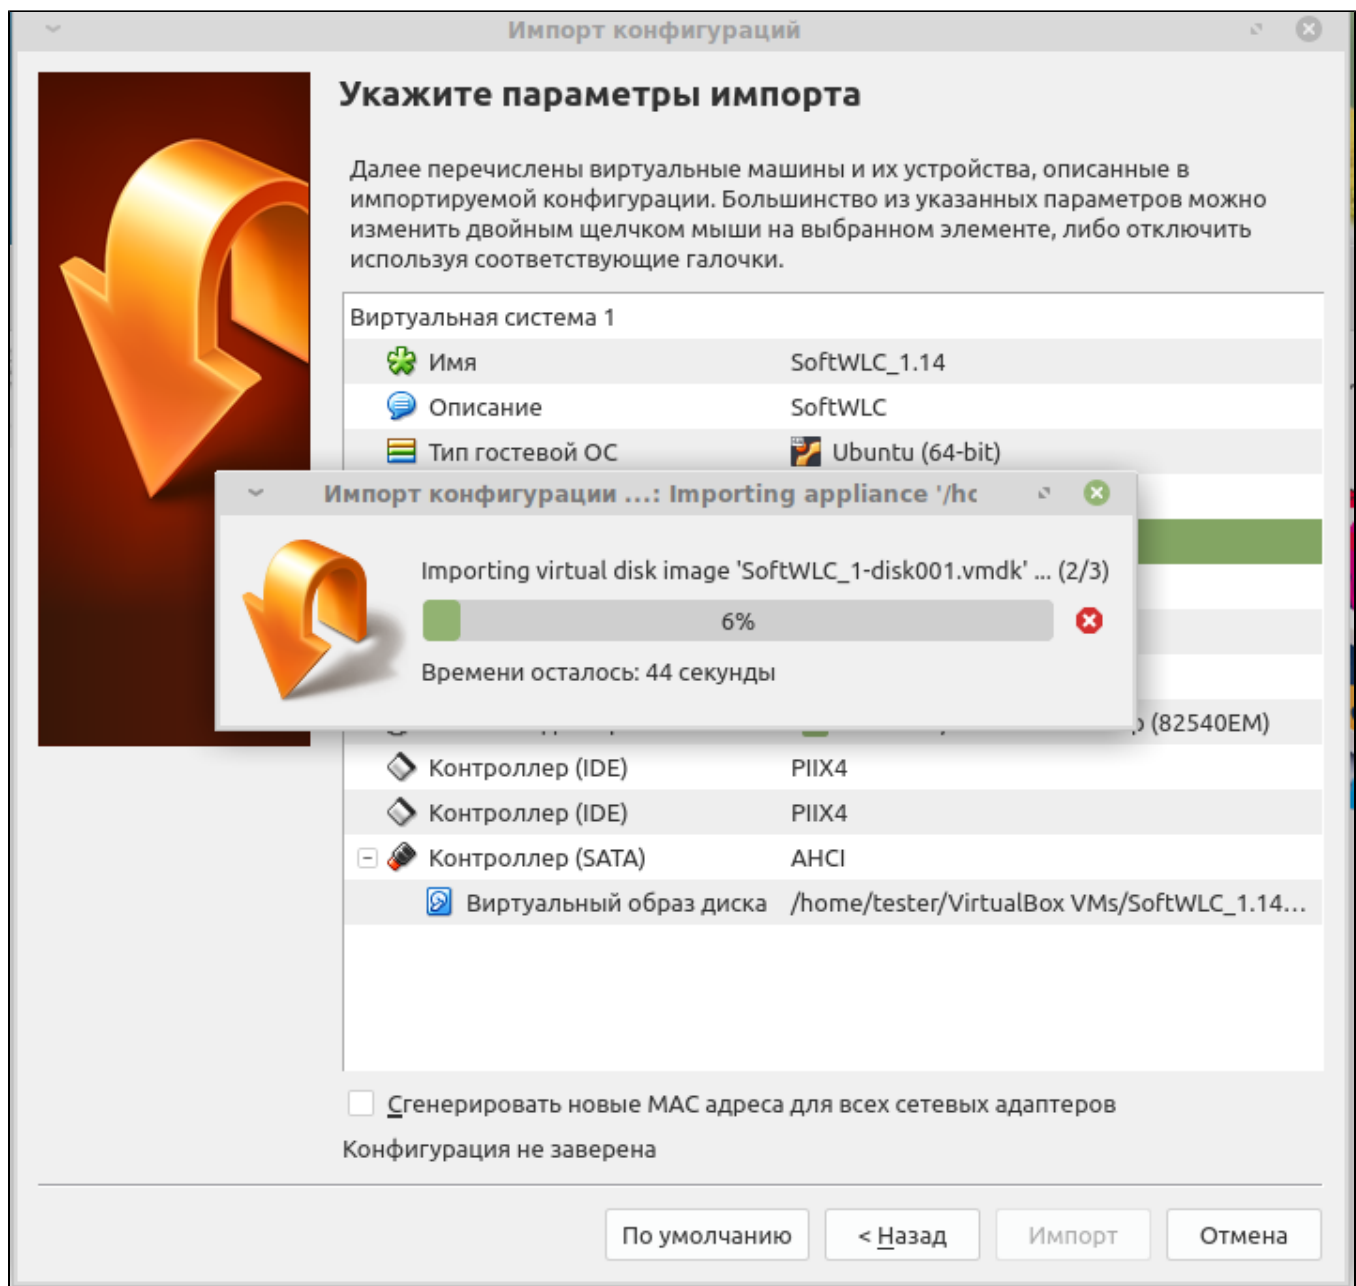 Импорт конфигураций
Укажите параметры импорта
Далее перечислены виртуальные машины и их устройства, описанные в
импортируемой конфигурации. Большинство из указанных параметров можно
изменить двойным щелчком мыши на выбранном элементе, либо отключить
используя соответствующие галочки.
Виртуальная система 1
Имя SoftWLC_1.14
Описание SoftWLC
Тип гостевой ОС Ubuntu (64-bit)
Импорт конфигурации ...: Importing appliance '/hc
Importing virtual disk image 'SoftWLC_1-disk001.vmdk' ... (2/3)
6%
Времени осталось: 44 секунды
(82540EM)
Контроллер (IDE) PIIX4
Контроллер (IDE) PIIX4
Контроллер (SATA) AHCI
Виртуальный образ диска /home/tester/VirtualBox VMs/SoftWLC_1.14...
Сгенерировать новые MAC адреса для всех сетевых адаптеров
Конфигурация не заверена
По умолчанию < Назад Импорт Отмена